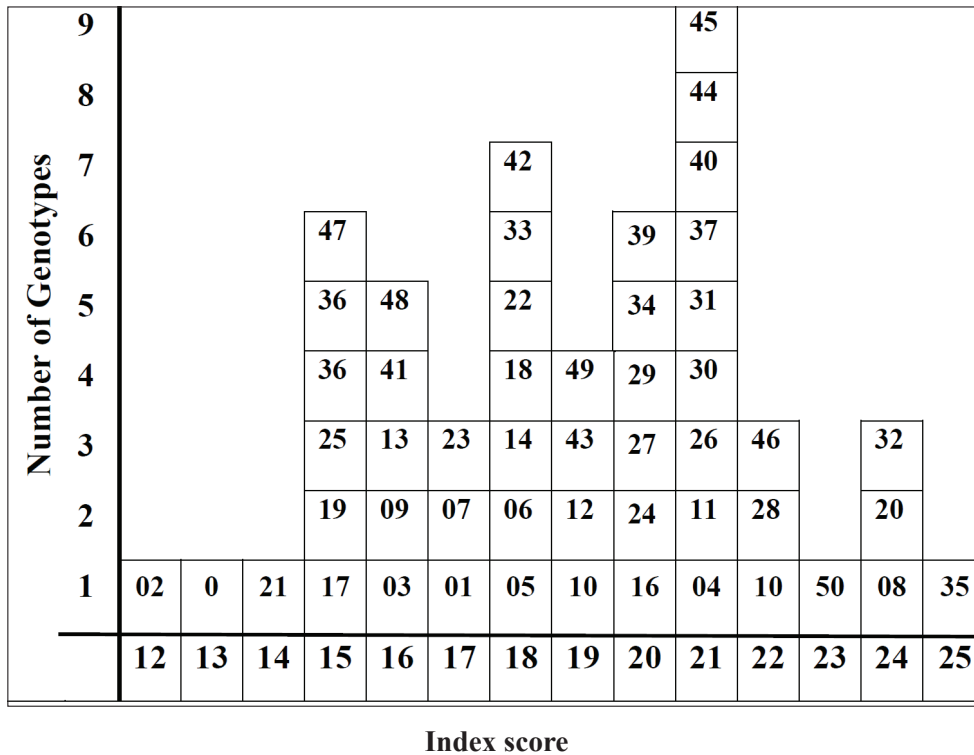 Number of Genotypes
9 45
8 44
7 42 40
6 47 33 39 37
5 36 48 22 34 31
4 36 41 18 49 29 30
3 25 13 23 14 43 27 26 46 32
2 19 09 07 06 12 24 11 28 20
1 02 0 21 17 03 01 05 10 16 04 10 50 08 35
12 13 14 15 16 17 18 19 20 21 22 23 24 25
Index score